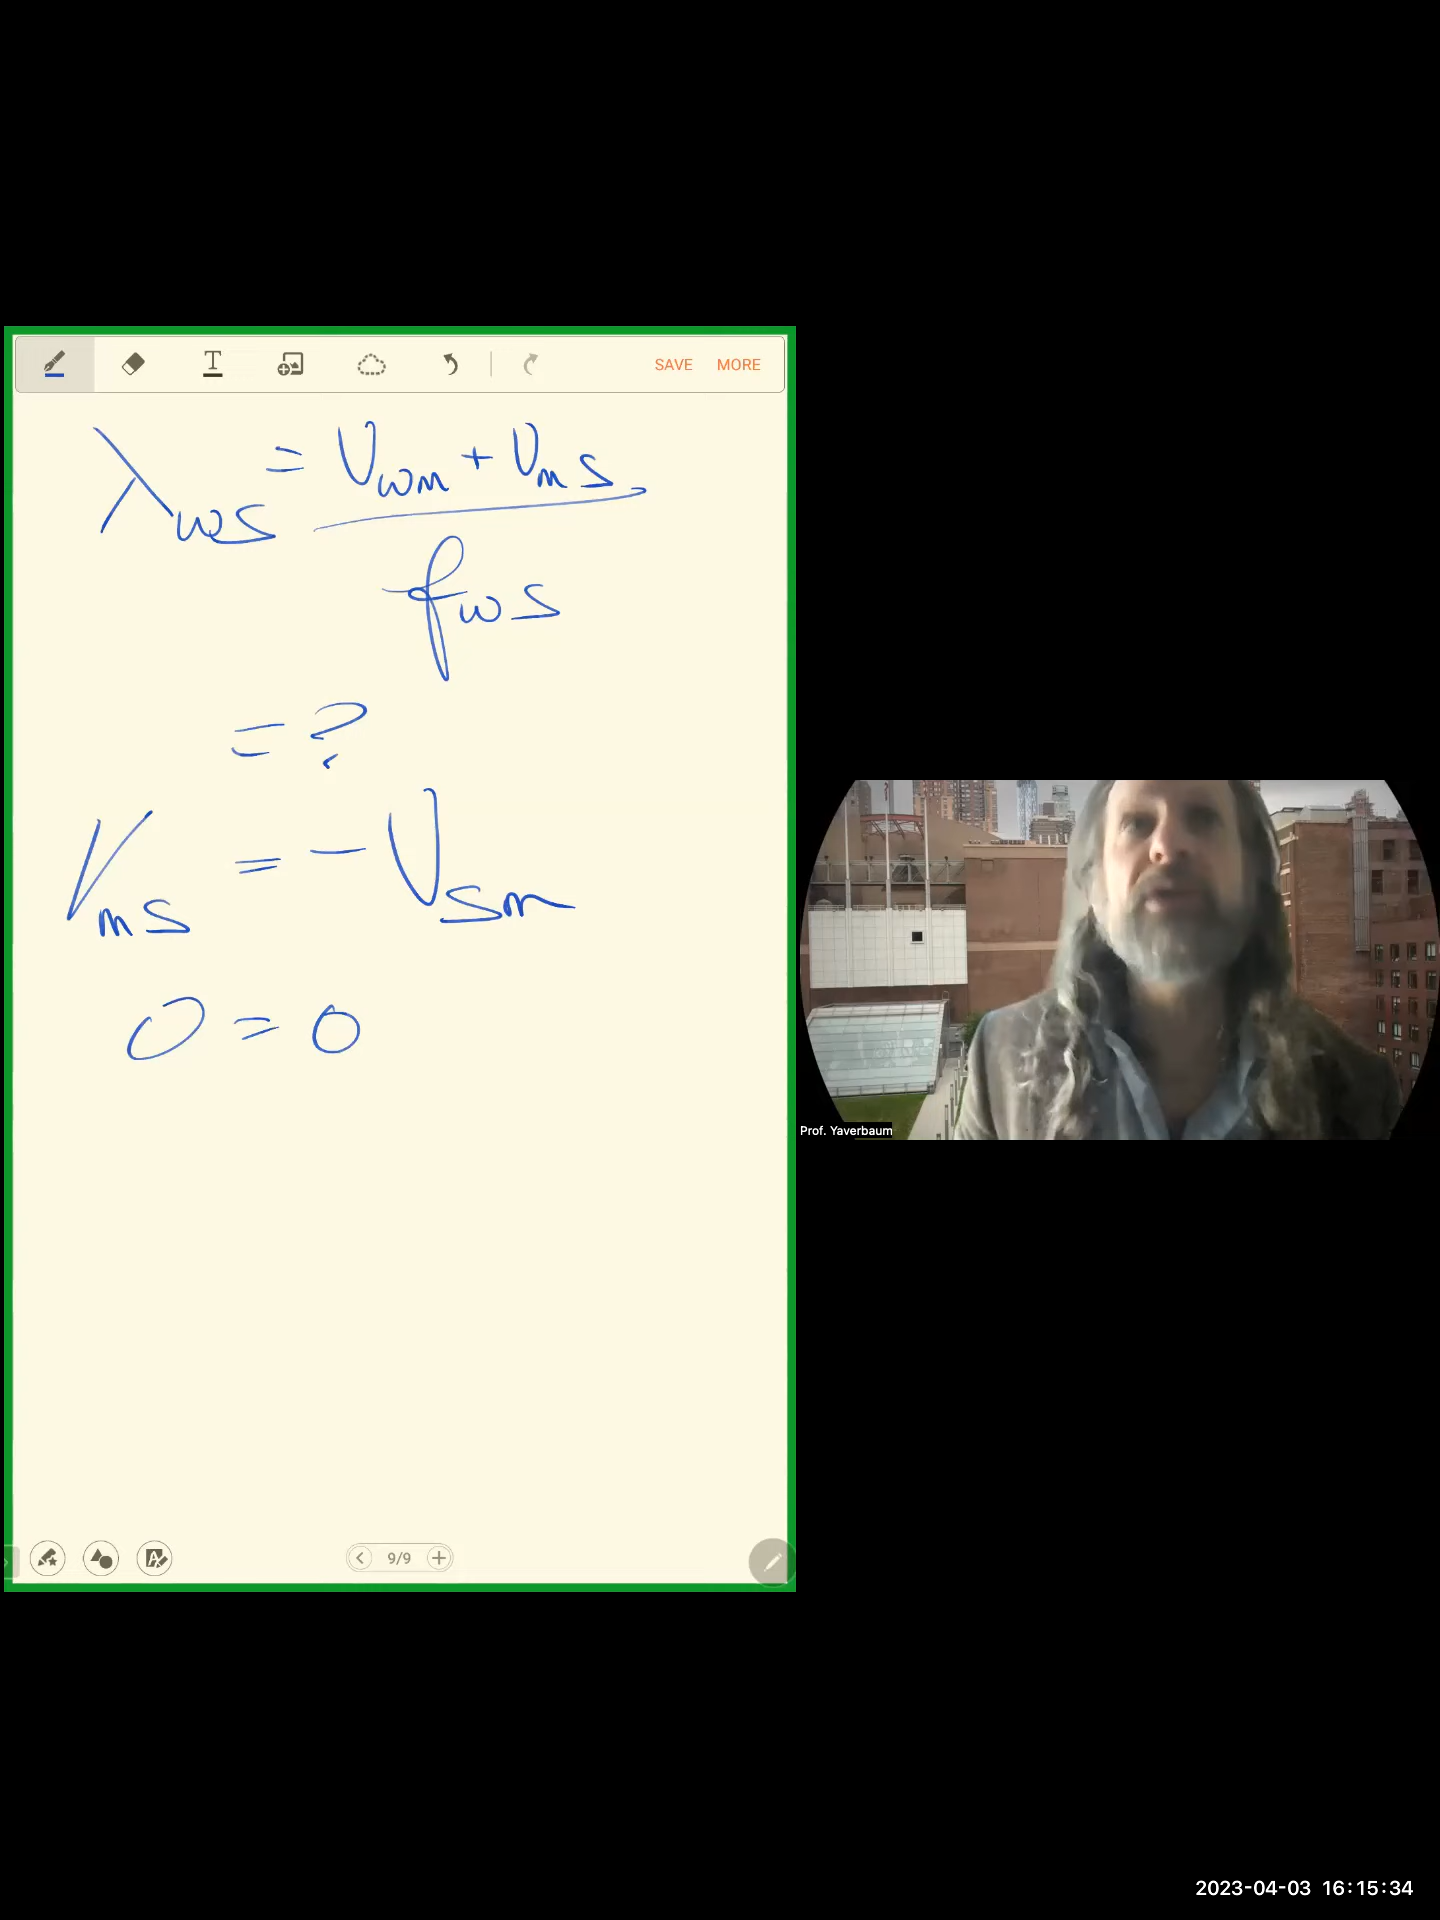 SAVE MORE
λws = Vwm + Vms
fws
= ?
Vms = - Vsm
0 = 0
9/9
Prof. Yaverbaum
2023-04-03 16:15:34